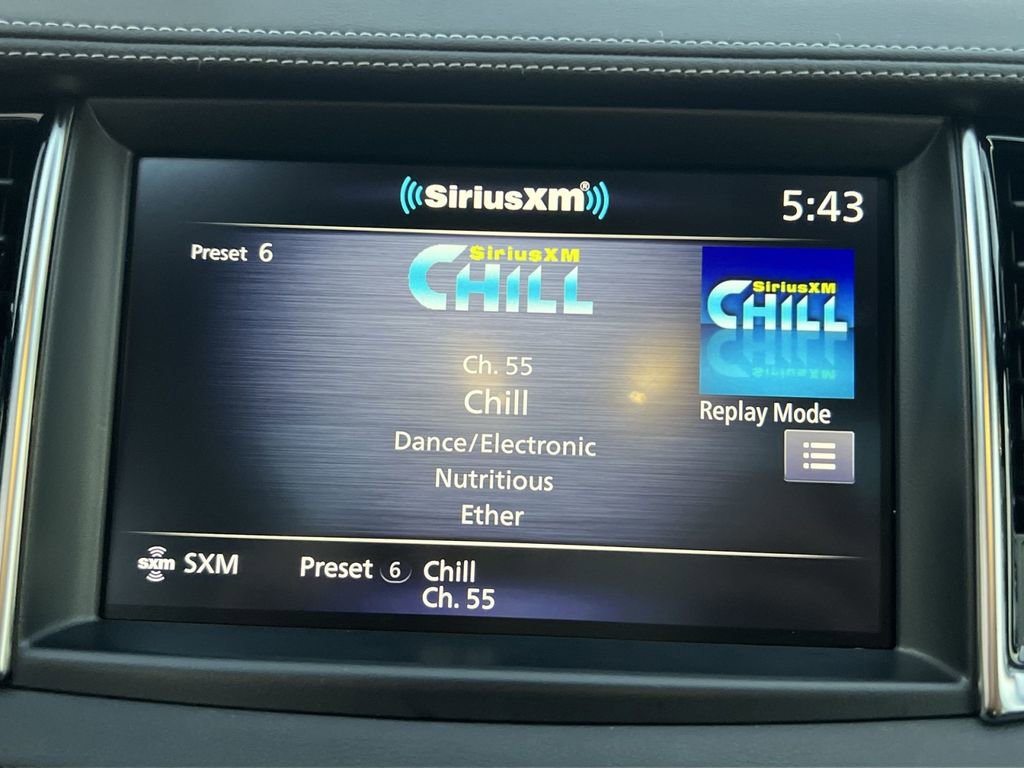 SiriusXM®
5:43
Preset 6
SiriusXM
CHILL
SiriusXM
CHILL
Ch. 55
Chill
Replay Mode
Dance/Electronic
Nutritious
Ether
sxm SXM
Preset 6 Chill
Ch. 55